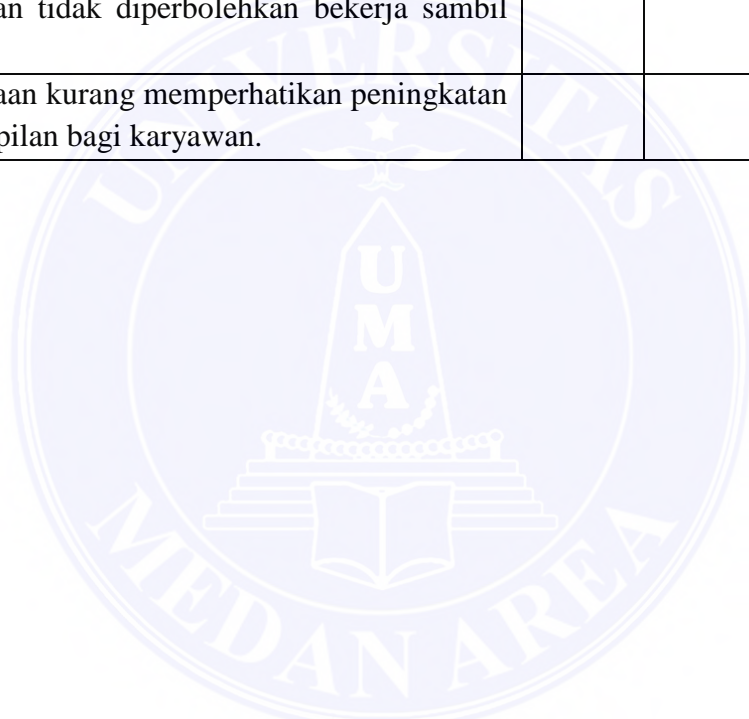 an tidak diperbolehkan bekerja sambil
aan kurang memperhatikan peningkatan
pilan bagi karyawan.
UNIVERSITAS
U
M
A
MEDAN AREA